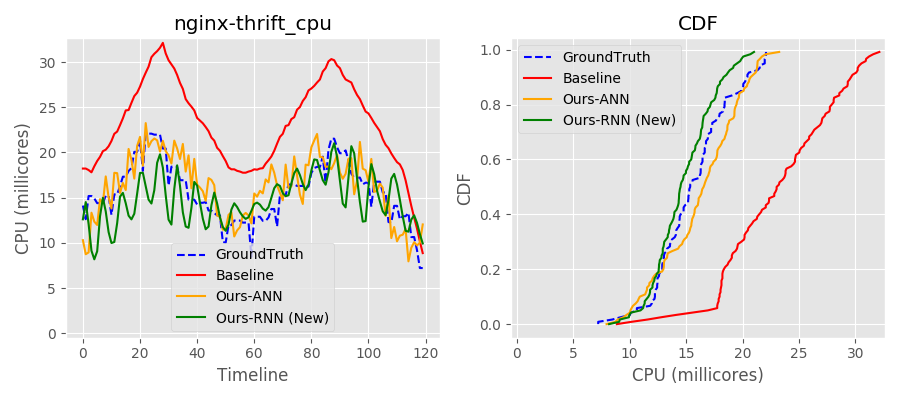 nginx-thrift_cpu
CPU (millicores)
30
25
20
15
10
5
0
GroundTruth
Baseline
Ours-ANN
Ours-RNN (New)
0 20 40 60 80 100 120
Timeline
CDF
CDF
1.0
0.8
0.6
0.4
0.2
0.0
GroundTruth
Baseline
Ours-ANN
Ours-RNN (New)
0 5 10 15 20 25 30
CPU (millicores)